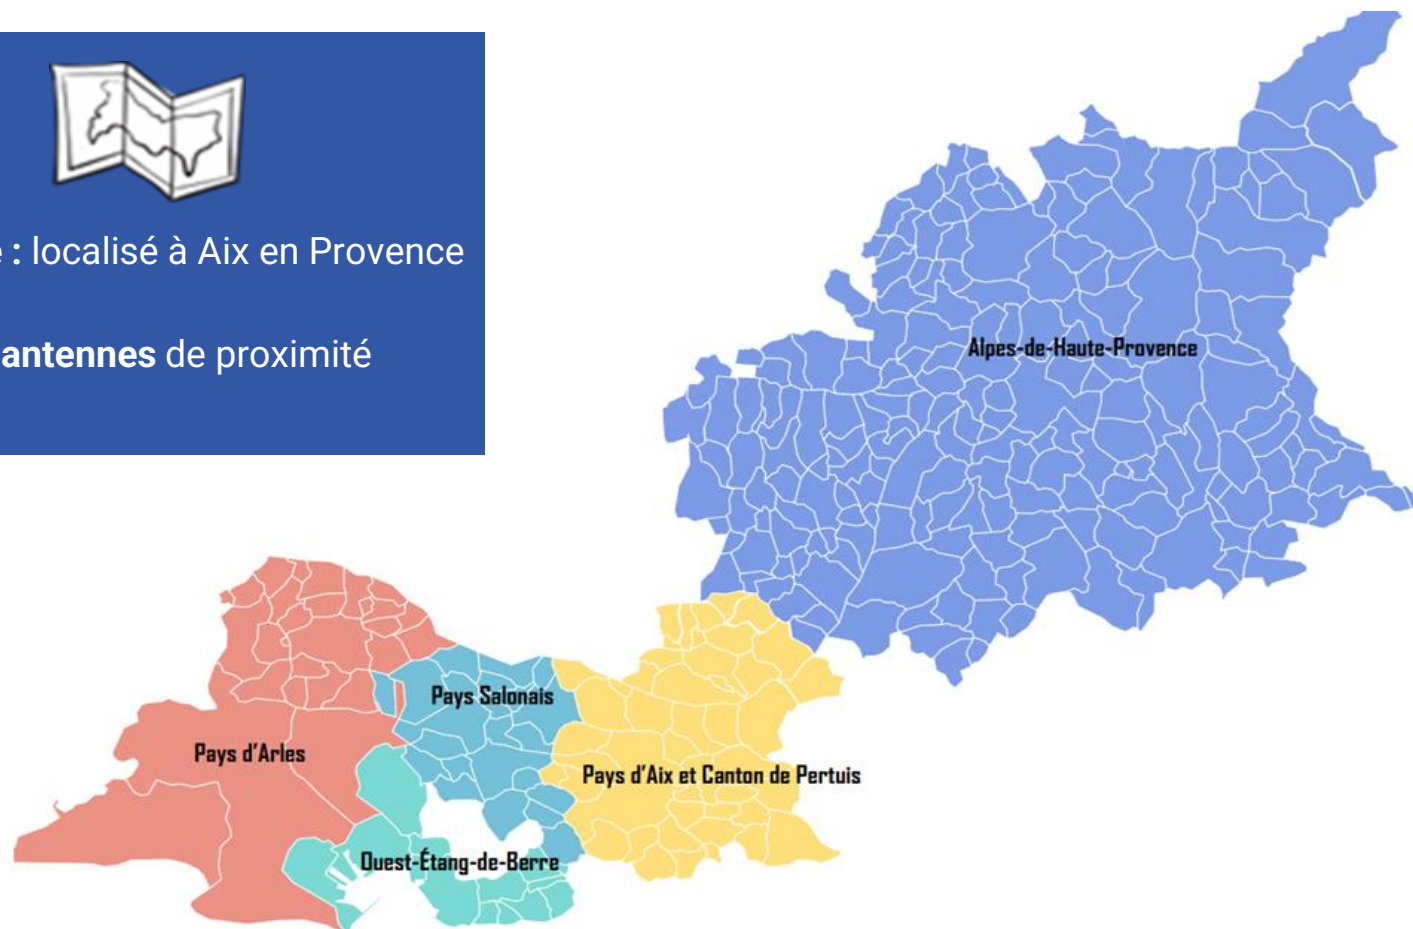 : localisé à Aix en Provence
antennes de proximité
Alpes-de-Haute-Provence
Pays Salonais
Pays d'Arles
Pays d'Aix et Canton de Pertuis
Ouest-Étang-de-Berre